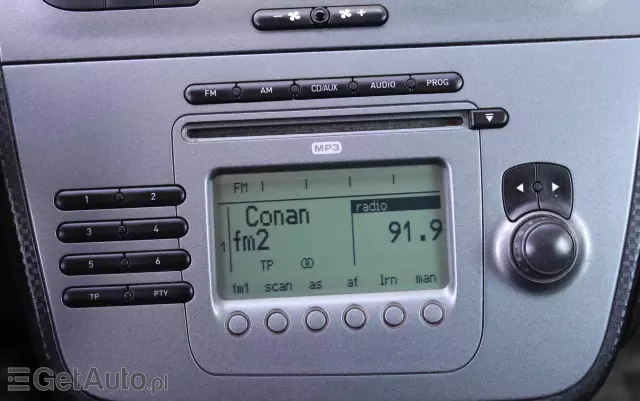 FM AM CD/AUX AUDIO PROG
MP3
1 2
3 4
5 6
TP PTY
FM
Conan
radio
1 fm2
91.9
TP
fm1 scan as af lrn man
GetAuto.pl